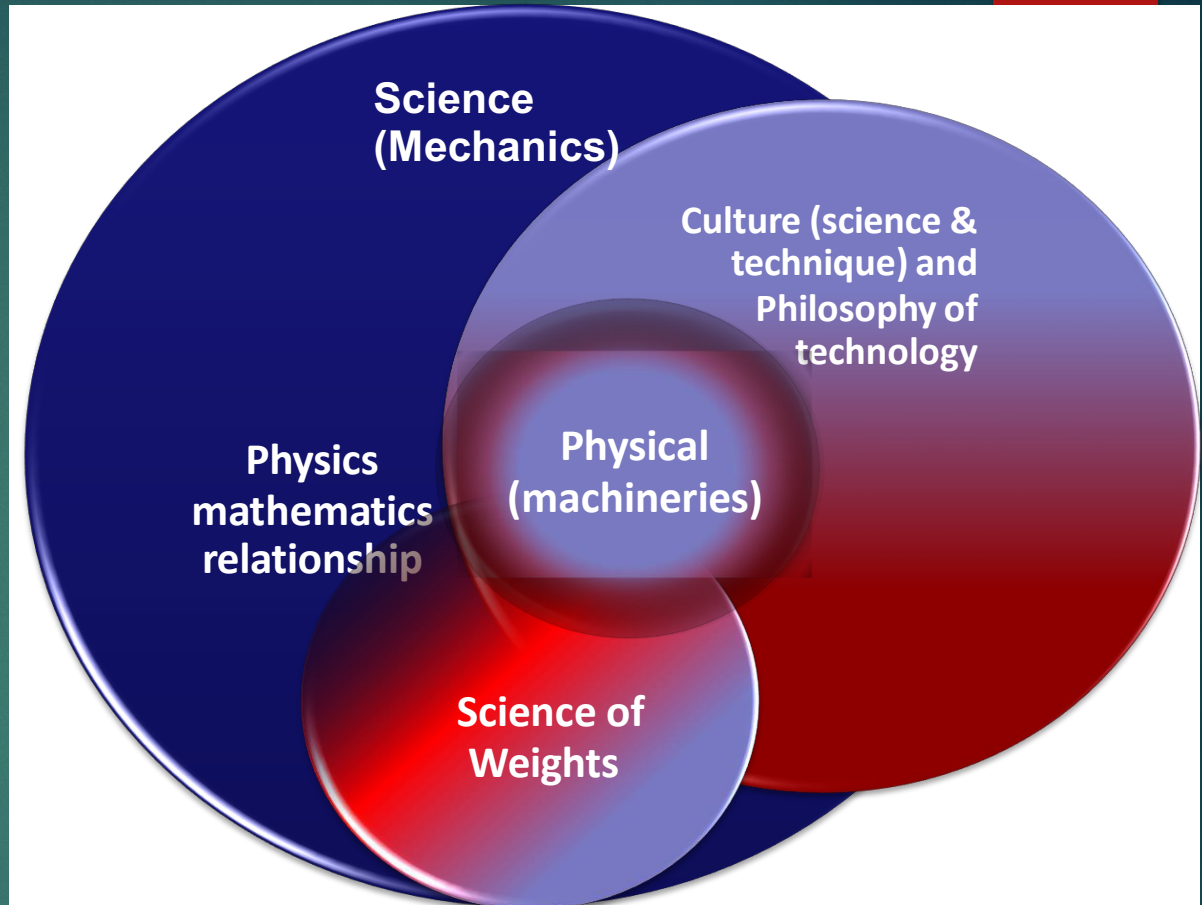 Science
(Mechanics)
Culture (science &
technique) and
Philosophy of
technology
Physical
(machineries)
Physics
mathematics
relationship
Science of
Weights